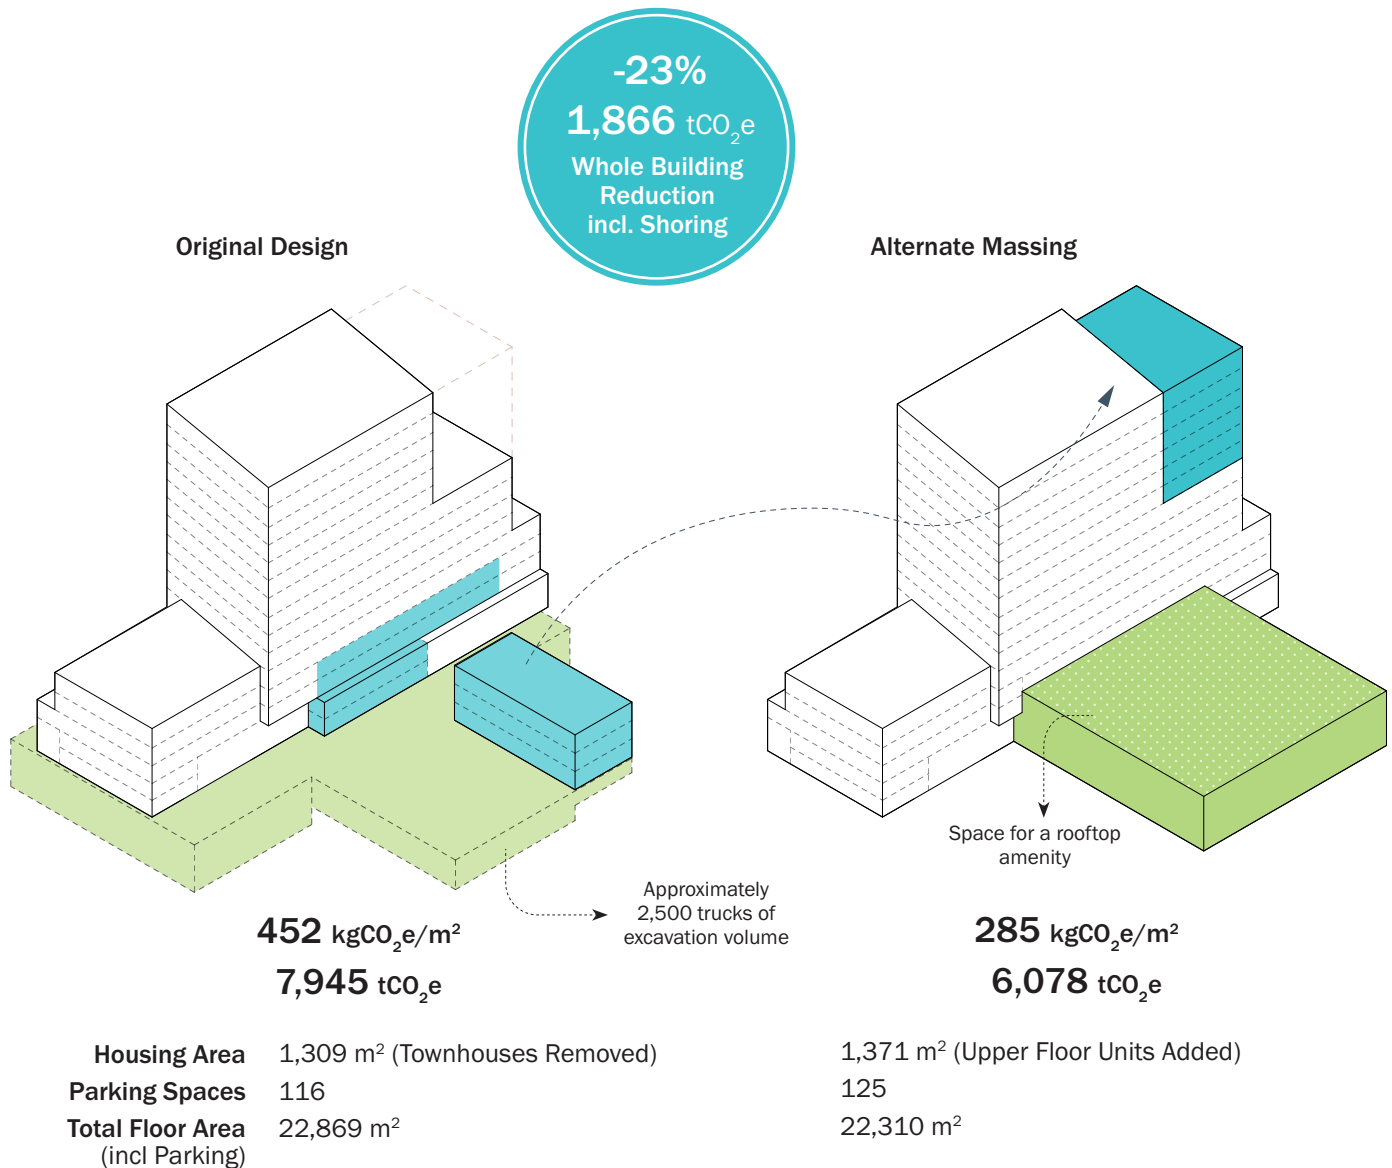 -23%
1,866 tCO₂e
Whole Building
Reduction
incl. Shoring
Original Design
Alternate Massing
Space for a rooftop
amenity
Approximately
2,500 trucks of
excavation volume
452 kgCO₂e/m²
7,945 tCO₂e
285 kgCO₂e/m²
6,078 tCO₂e
Housing Area 1,309 m² (Townhouses Removed) 1,371 m² (Upper Floor Units Added)
Parking Spaces 116 125
Total Floor Area 22,869 m² 22,310 m²
(incl Parking)